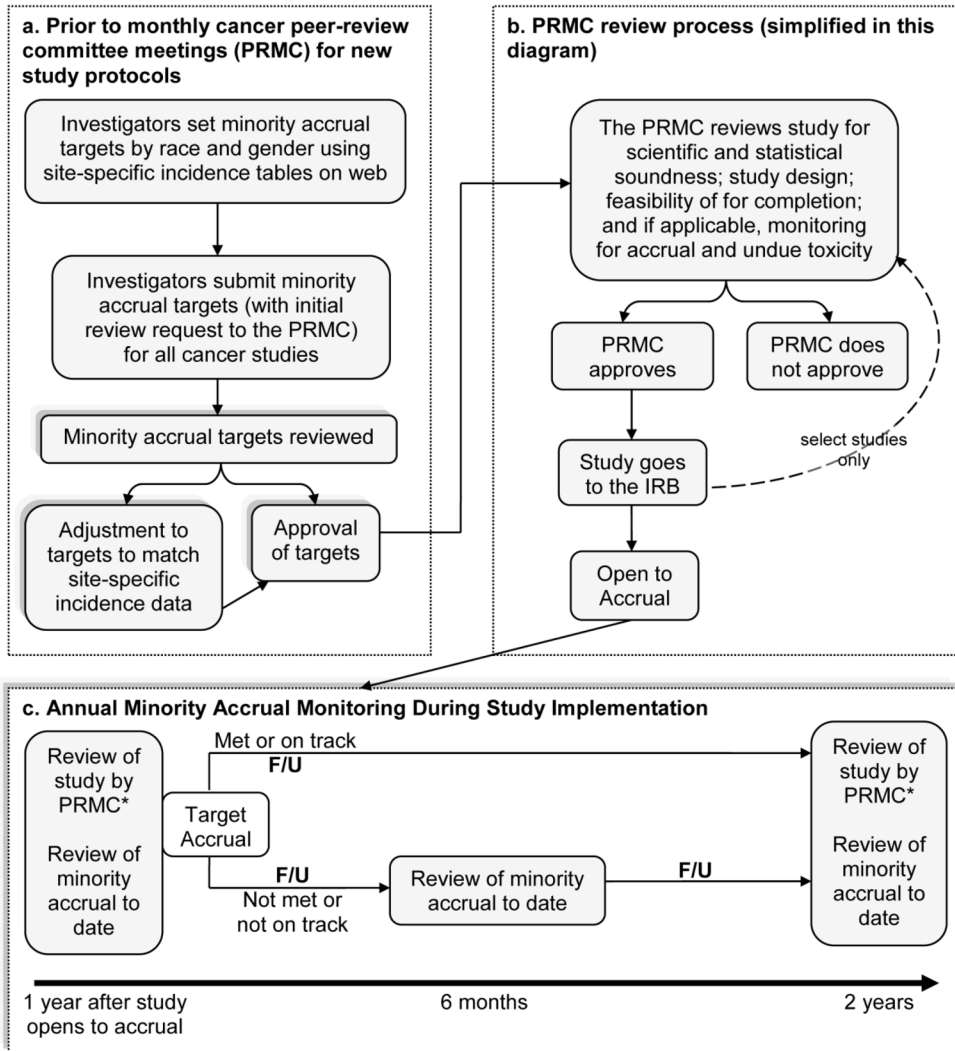 a. Prior to monthly cancer peer-review
committee meetings (PRMC) for new
study protocols
Investigators set minority accrual
targets by race and gender using
site-specific incidence tables on web
Investigators submit minority
accrual targets (with initial
review request to the PRMC)
for all cancer studies
Minority accrual targets reviewed
Adjustment to
targets to match
site-specific
incidence data
Approval
of targets
b. PRMC review process (simplified in this
diagram)
The PRMC reviews study for
scientific and statistical
soundness; study design;
feasibility of for completion;
and if applicable, monitoring
for accrual and undue toxicity
PRMC
approves
PRMC does
not approve
Study goes
to the IRB
select studies
only
Open to
Accrual
c. Annual Minority Accrual Monitoring During Study Implementation
Review of
study by
PRMC*
Review of
minority
accrual to
date
Target
Accrual
Met or on track
F/U
F/U
Not met or
not on track
Review of minority
accrual to date
F/U
Review of
study by
PRMC*
Review of
minority
accrual to
date
1 year after study
opens to accrual
6 months
2 years